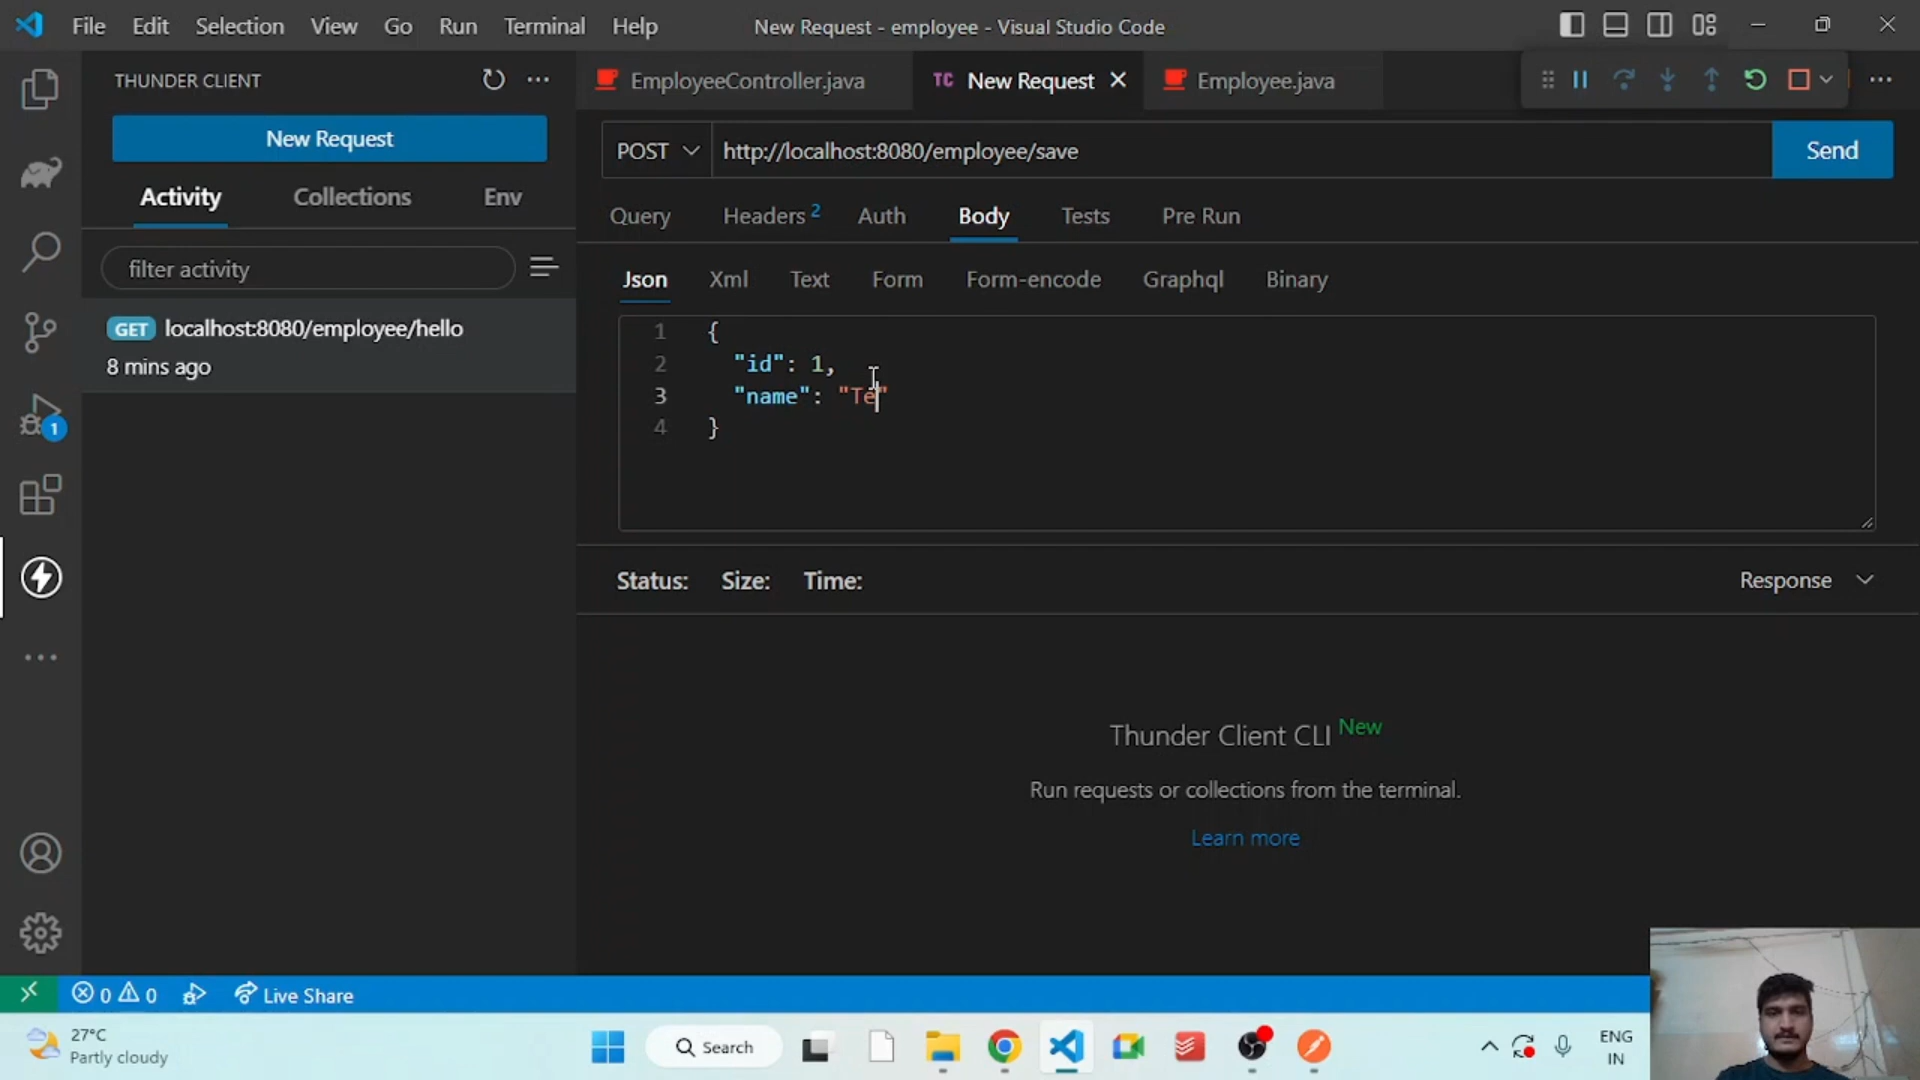 File Edit Selection View Go Run Terminal Help
New Request - employee - Visual Studio Code
THUNDER CLIENT
New Request
Activity Collections Env
filter activity
GET localhost:8080/employee/hello
8 mins ago
EmployeeController.java
TC New Request
Employee.java
POST http://localhost:8080/employee/save Send
Query Headers 2 Auth Body Tests Pre Run
Json Xml Text Form Form-encode Graphql Binary
1 {
2 "id": 1,
3 "name": "Te"
4 }
Status: Size: Time: Response
Thunder Client CLI New
Run requests or collections from the terminal.
Learn more
1
0 0 Live Share
27°C
Partly cloudy
Search
ENG
IN